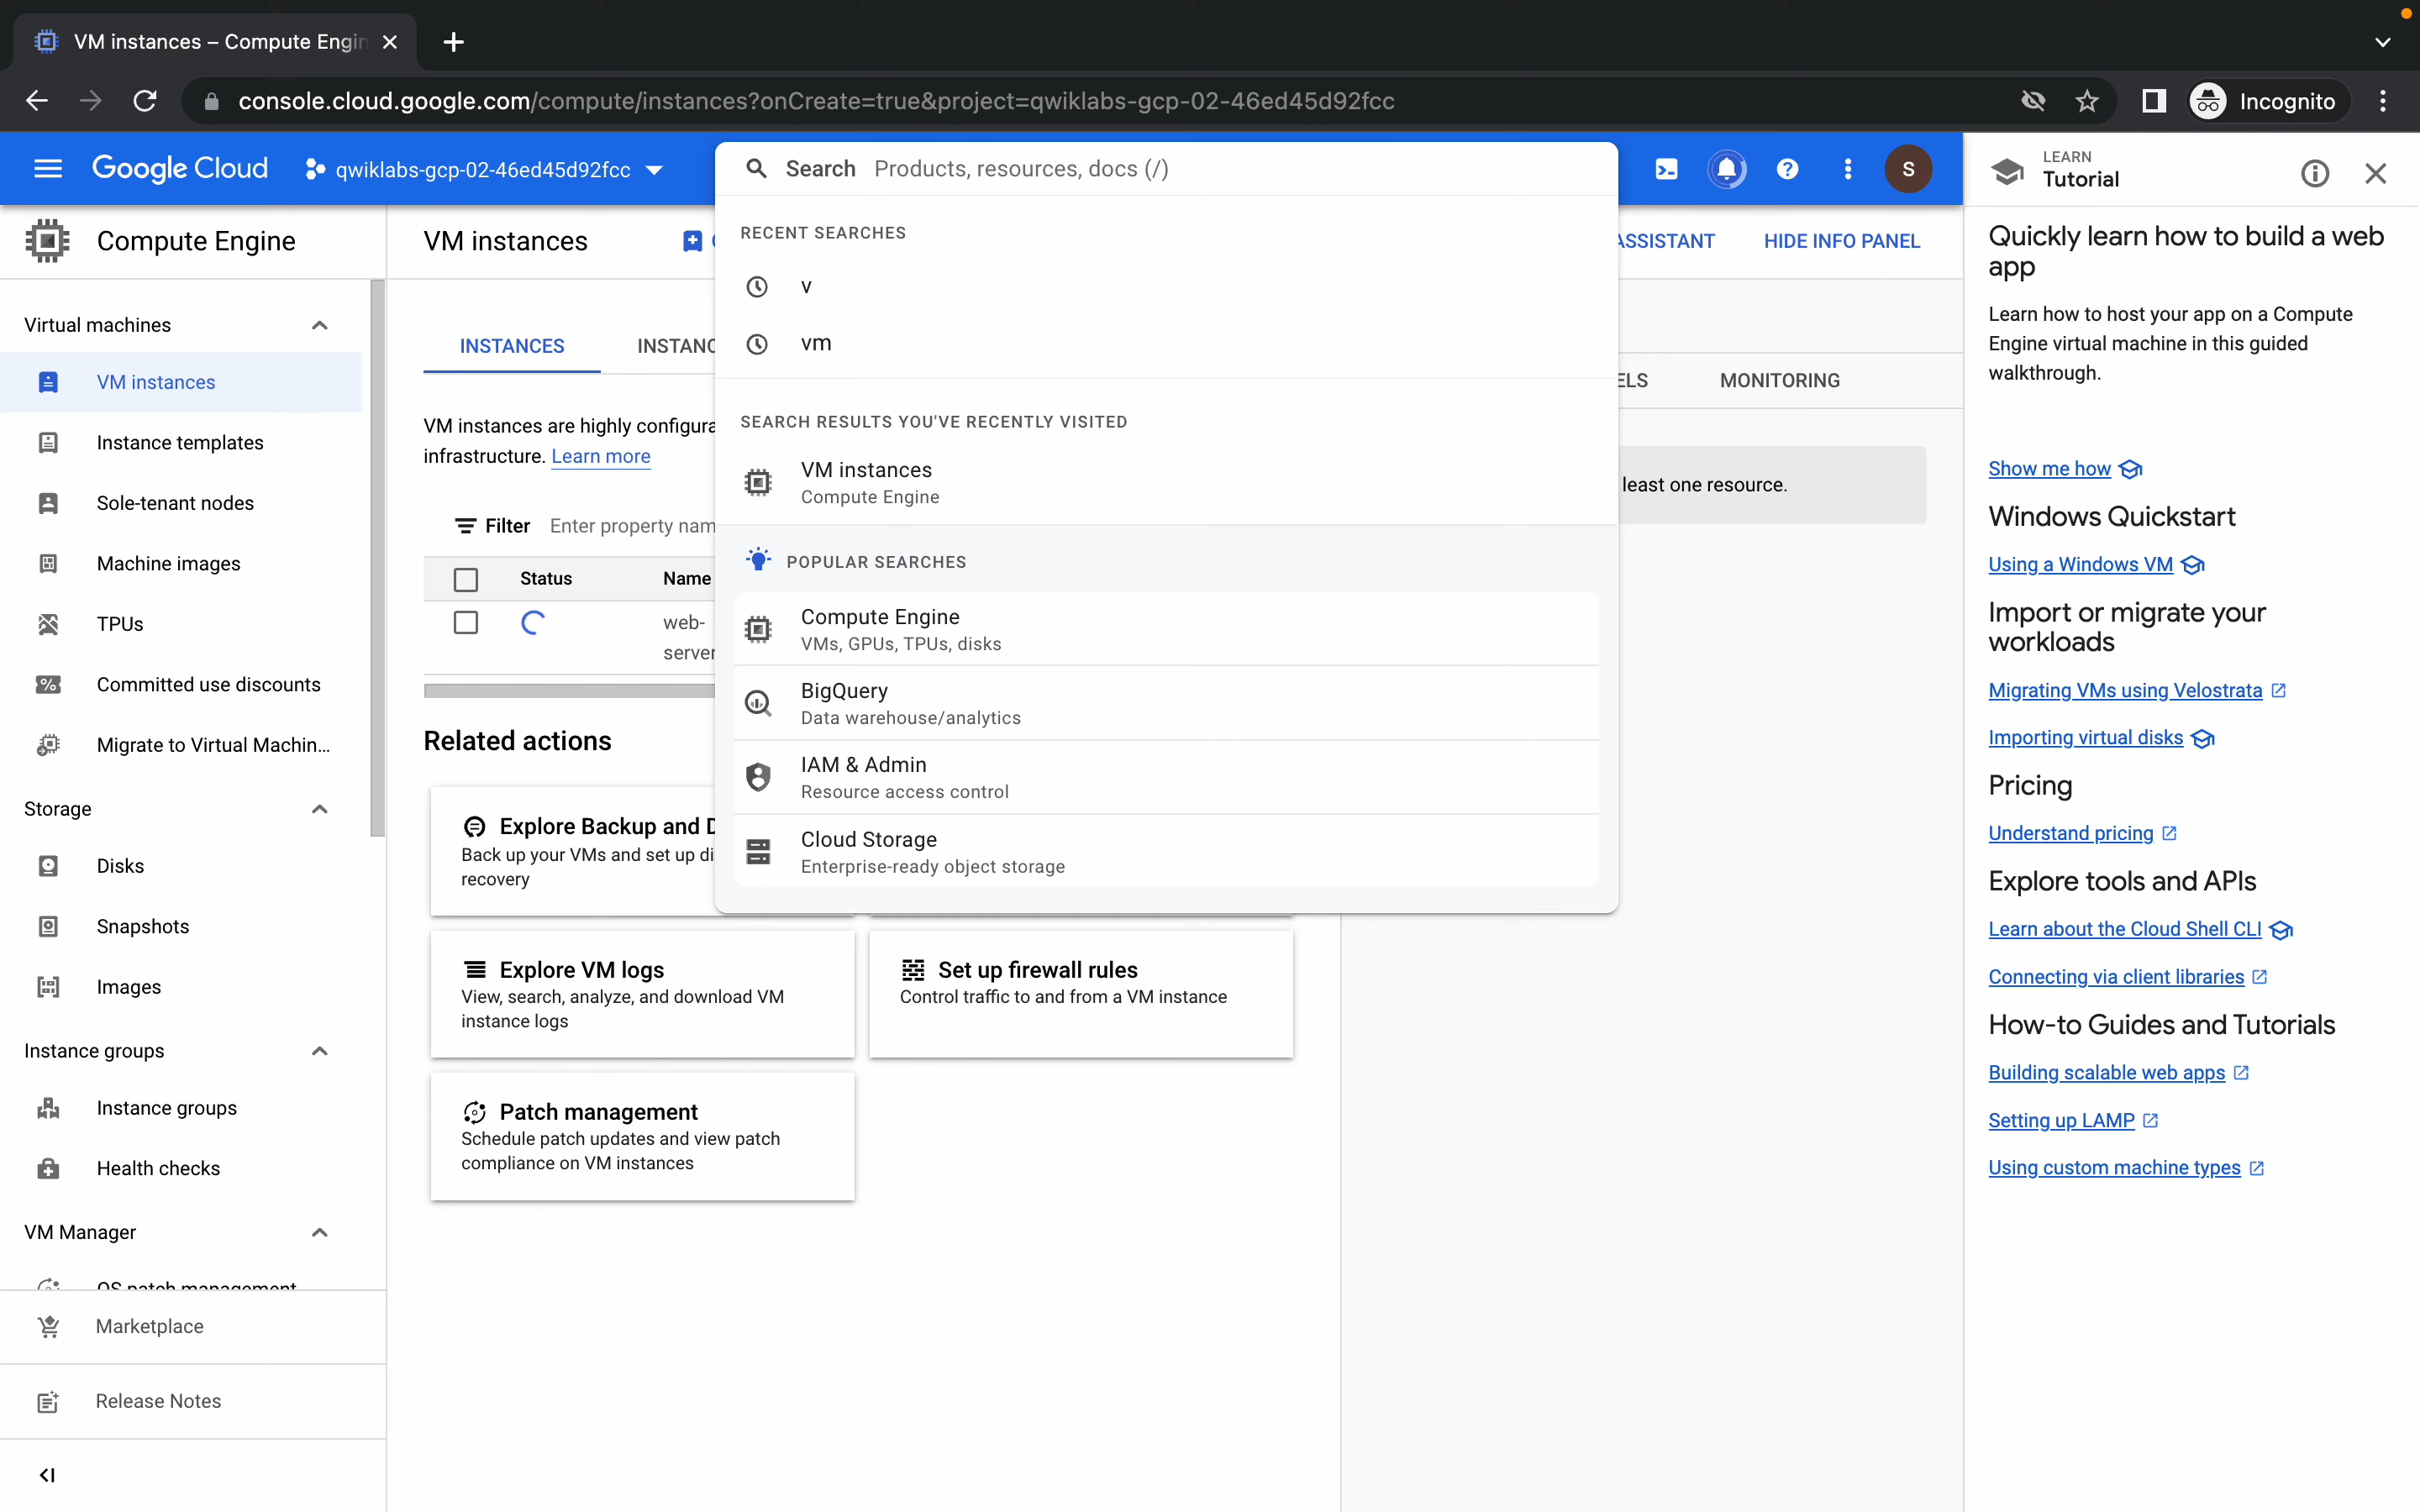 VM instances – Compute Engin
console.cloud.google.com/compute/instances?onCreate=true&project=qwiklabs-gcp-02-46ed45d92fcc
Incognito
Google Cloud
qwiklabs-gcp-02-46ed45d92fcc
Search Products, resources, docs (/)
S
LEARN
Tutorial
Compute Engine
Virtual machines
VM instances
Instance templates
Sole-tenant nodes
Machine images
TPUs
Committed use discounts
Migrate to Virtual Machin...
Storage
Disks
Snapshots
Images
Instance groups
Instance groups
Health checks
VM Manager
OS patch management
Marketplace
Release Notes
VM instances
INSTANCES
INSTANC
VM instances are highly configura
infrastructure. Learn more
Filter Enter property nam
Status Name
web-
server
Related actions
Explore Backup and D
Back up your VMs and set up di
recovery
Explore VM logs
View, search, analyze, and download VM
instance logs
Set up firewall rules
Control traffic to and from a VM instance
Patch management
Schedule patch updates and view patch
compliance on VM instances
RECENT SEARCHES
v
vm
SEARCH RESULTS YOU'VE RECENTLY VISITED
VM instances
Compute Engine
POPULAR SEARCHES
Compute Engine
VMs, GPUs, TPUs, disks
BigQuery
Data warehouse/analytics
IAM & Admin
Resource access control
Cloud Storage
Enterprise-ready object storage
ASSISTANT
HIDE INFO PANEL
ELS
MONITORING
least one resource.
Quickly learn how to build a web
app
Learn how to host your app on a Compute
Engine virtual machine in this guided
walkthrough.
Show me how
Windows Quickstart
Using a Windows VM
Import or migrate your
workloads
Migrating VMs using Velostrata
Importing virtual disks
Pricing
Understand pricing
Explore tools and APIs
Learn about the Cloud Shell CLI
Connecting via client libraries
How-to Guides and Tutorials
Building scalable web apps
Setting up LAMP
Using custom machine types